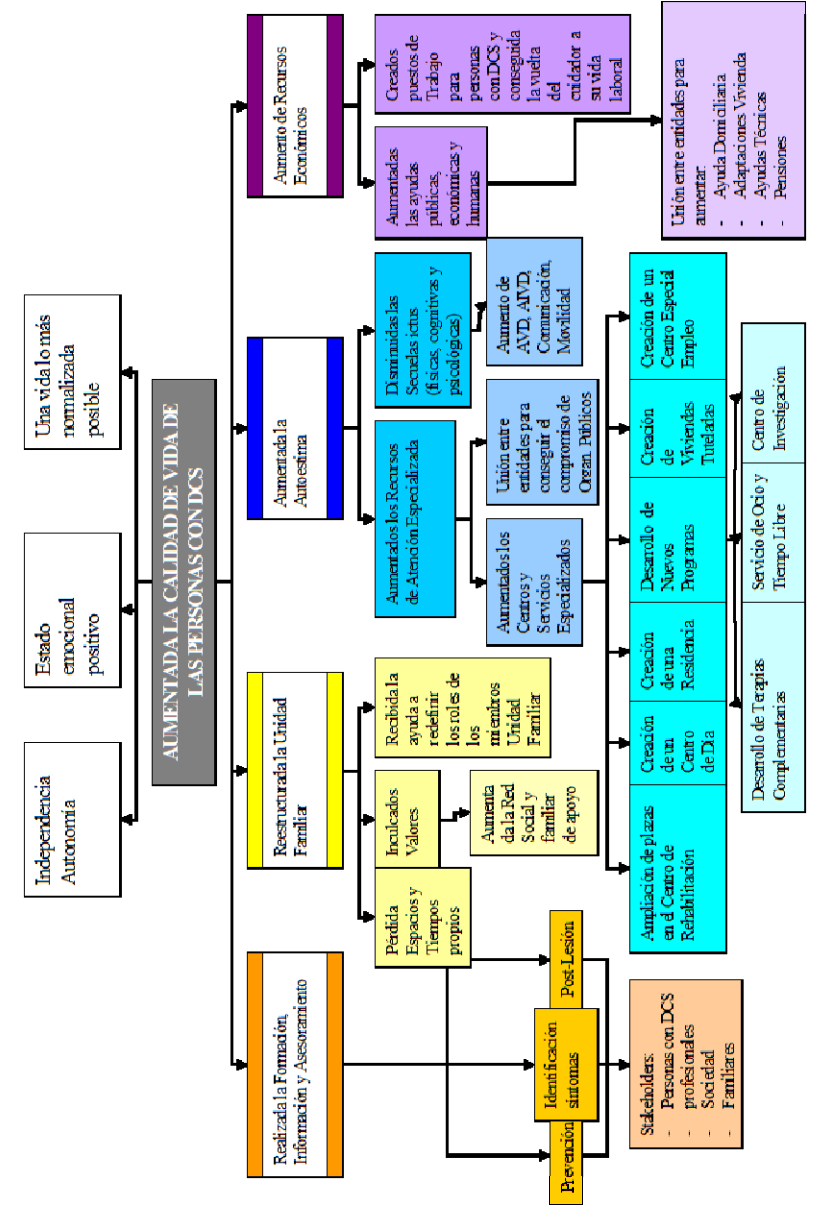 Independencia
Autonomía
Estado
emocional
positivo
Una vida lo más
normalizada
posible
AUMENTADA LA CALIDAD DE VIDA DE
LAS PERSONAS CON DCS
Realizada la Formación,
Información y Asesoramiento
Reestructurada la Unidad
Familiar
Aumentada la
Autoestima
Aumento de Recursos
Económicos
Pérdida
Espacios y
Tiempos
propios
Inculcados
Valores
Recibida la
ayuda a
redefinir
los roles de
los
miembros
Unidad
Familiar
Aumentados los Recursos
de Atención Especializada
Disminuidas las
Secuelas ictus
(físicas, cognitivas y
psicológicas)
Aumentadas
las ayudas
públicas,
económicas y
humanas
Creados
puestos de
Trabajo
para
personas
con DCS y
conseguida
la vuelta
del
cuidador a
su vida
laboral
Aumenta
da la Red
Social y
familiar
de apoyo
Aumentados los
Centros y
Servicios
Especializados
Unión entre
entidades para
conseguir el
compromiso de
Organ. Públicos
Aumento de
AVD, AIVD,
Comunicación,
Movilidad
Prevención
Identificación
síntomas
Post-Lesión
Stakeholders:
- Personas con DCS
- profesionales
- Sociedad
- Familiares
Ampliación de plazas
en el Centro de
Rehabilitación
Creación
de un
Centro
de Día
Creación
de una
Residencia
Desarrollo de
Nuevos
Programas
Creación
de
Viviendas
Tuteladas
Creación de un
Centro Especial
Empleo
Unión entre entidades para
aumentar:
- Ayuda Domiciliaria
- Adaptaciones Vivienda
- Ayudas Técnicas
- Pensiones
Desarrollo de Terapias
Complementarias
Servicio de Ocio y
Tiempo Libre
Centro de
Investigación